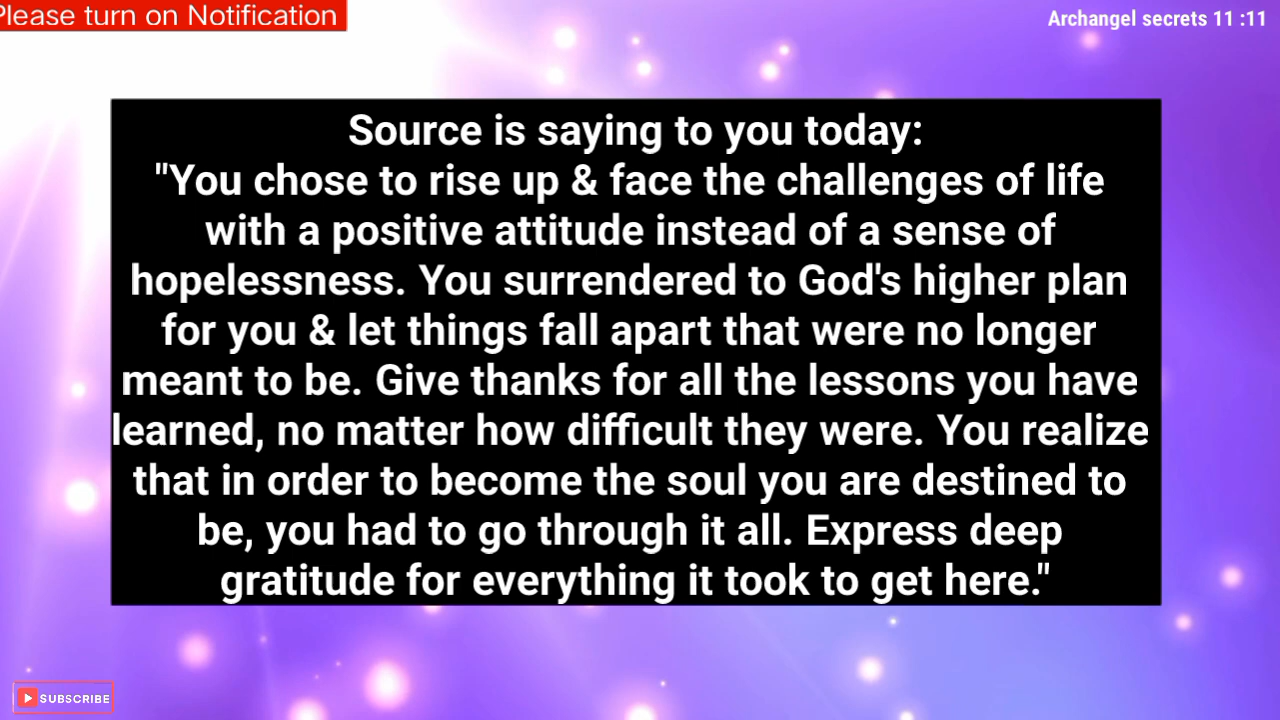 Please turn on Notification
Archangel secrets 11 :11
Source is saying to you today:
"You chose to rise up & face the challenges of life
with a positive attitude instead of a sense of
hopelessness. You surrendered to God's higher plan
for you & let things fall apart that were no longer
meant to be. Give thanks for all the lessons you have
learned, no matter how difficult they were. You realize
that in order to become the soul you are destined to
be, you had to go through it all. Express deep
gratitude for everything it took to get here."
SUBSCRIBE